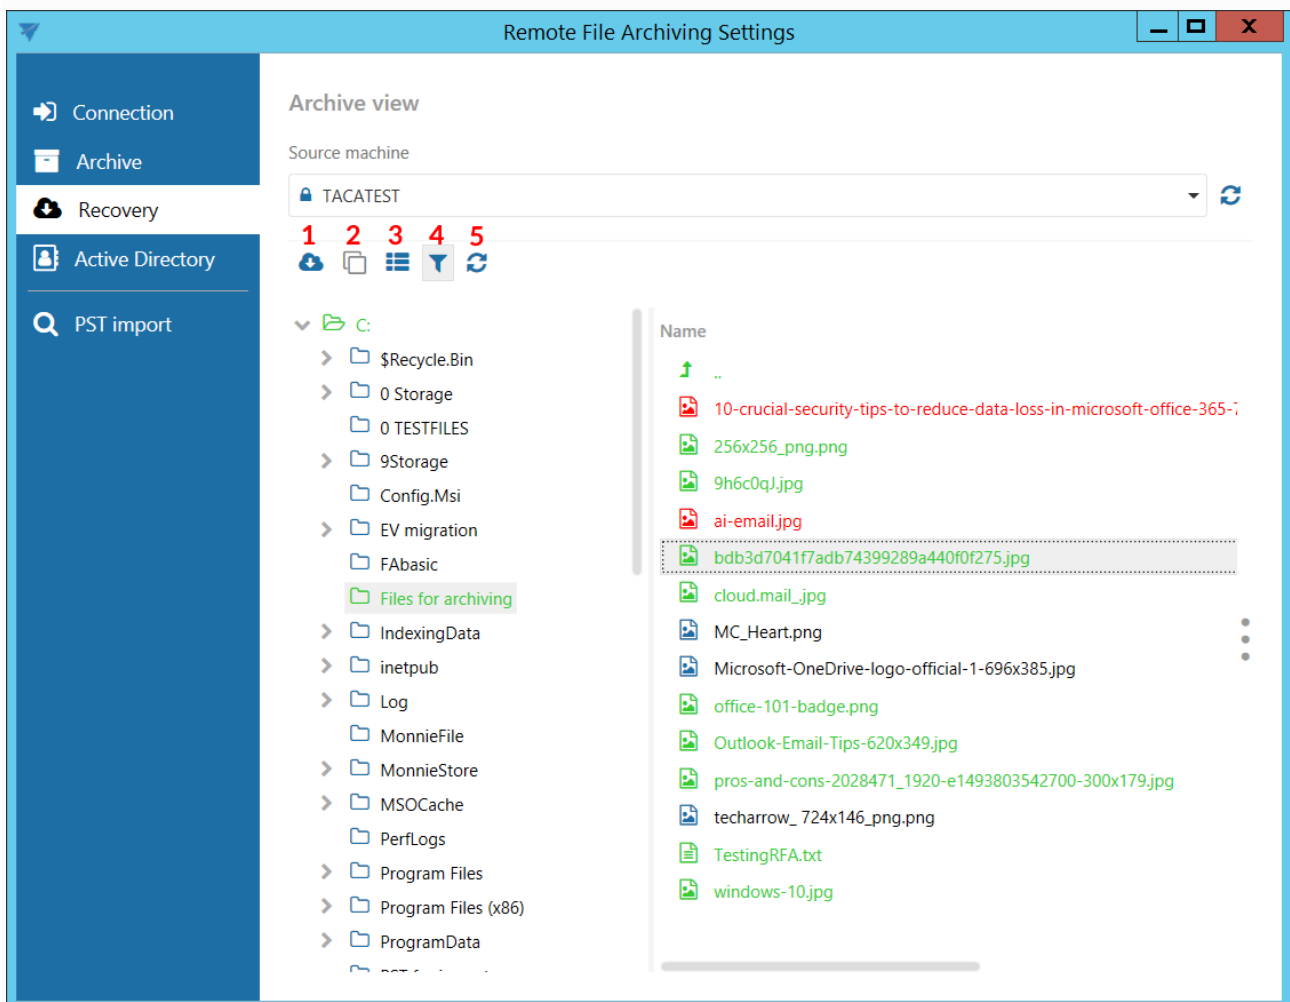 Remote File Archiving Settings
X
Connection
Archive
Recovery
Active Directory
PST import
Archive view
Source machine
TACATEST
1 2 3 4 5
C:
$Recycle.Bin
0 Storage
0 TESTFILES
9Storage
Config.Msi
EV migration
FAbasic
Files for archiving
IndexingData
inetpub
Log
MonnieFile
MonnieStore
MSOCache
PerfLogs
Program Files
Program Files (x86)
ProgramData
Name
..
10-crucial-security-tips-to-reduce-data-loss-in-microsoft-office-365-
256x256_png.png
9h6c0qJ.jpg
ai-email.jpg
bdb3d7041f7adb74399289a440f0f275.jpg
cloud.mail_.jpg
MC_Heart.png
Microsoft-OneDrive-logo-official-1-696x385.jpg
office-101-badge.png
Outlook-Email-Tips-620x349.jpg
pros-and-cons-2028471_1920-e1493803542700-300x179.jpg
techarrow_ 724x146_png.png
TestingRFA.txt
windows-10.jpg